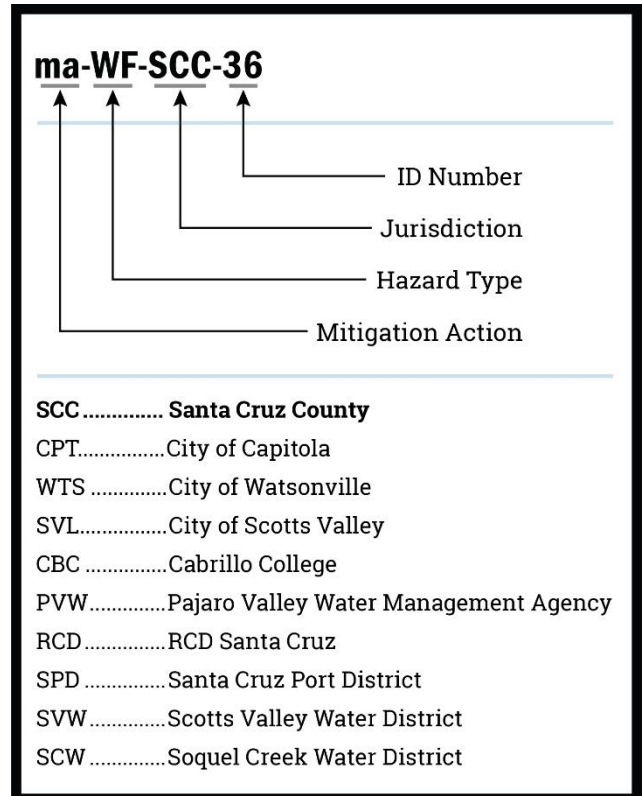 ma-WF-SCC-36
ID Number
Jurisdiction
Hazard Type
Mitigation Action
SCC.............. Santa Cruz County
CPT................City of Capitola
WTS ..............City of Watsonville
SVL................City of Scotts Valley
CBC ...............Cabrillo College
PVW..............Pajaro Valley Water Management Agency
RCD...............RCD Santa Cruz
SPD ...............Santa Cruz Port District
SVW..............Scotts Valley Water District
SCW..............Soquel Creek Water District